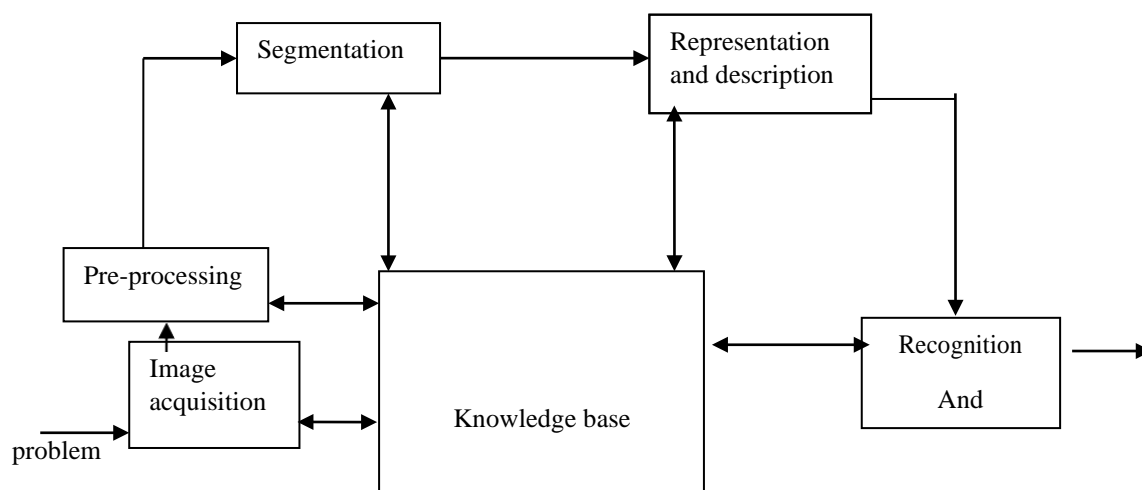 Segmentation
Representation
and description
Pre-processing
Image
acquisition
Knowledge base
Recognition
And
problem